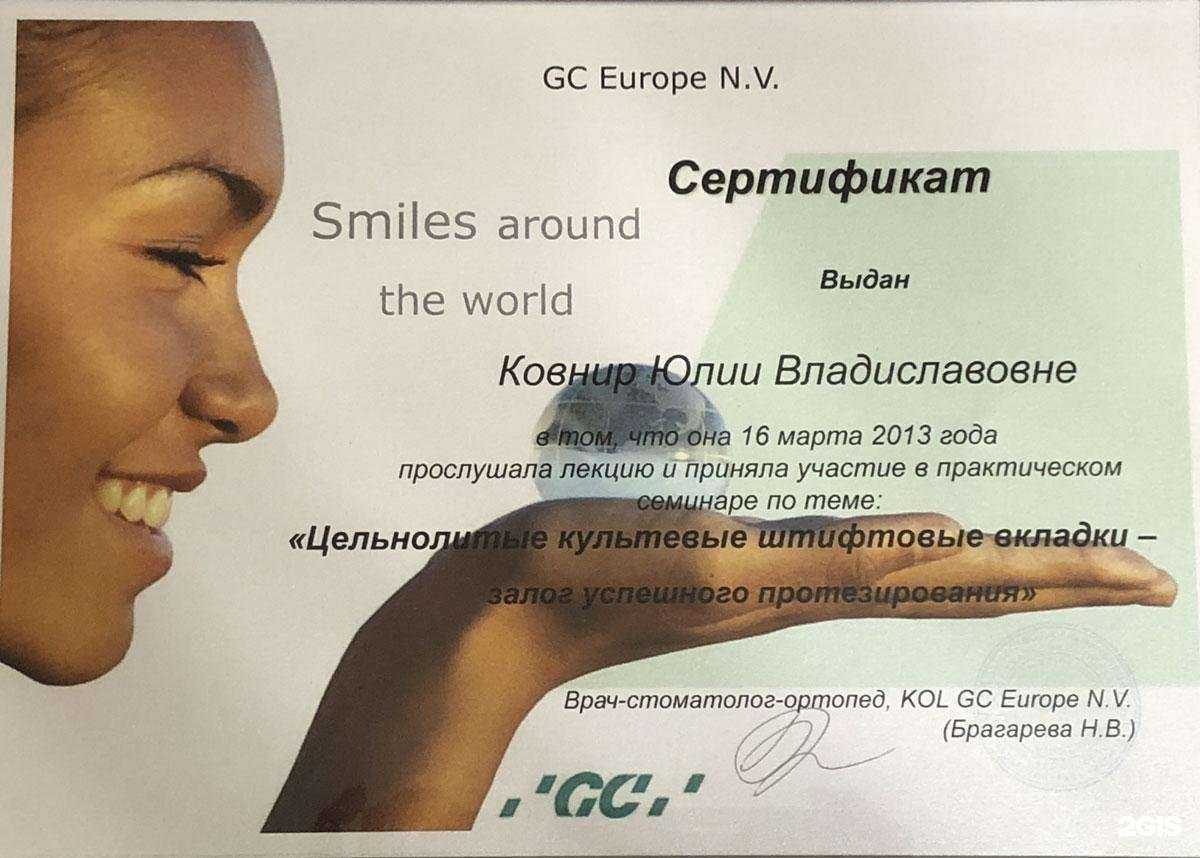 GC Europe N.V.
Сертификат
Smiles around
the world
Выдан
Ковнир Юлии Владиславовне
в том, что она 16 марта 2013 года
прослушала лекцию и приняла участие в практическом
семинаре по теме:
«Цельнолитые культевые штифтовые вкладки –
залог успешного протезирования»
Врач-стоматолог-ортопед, KOL GC Europe N.V.
(Брагарева Н.В.)
GC
2GIS